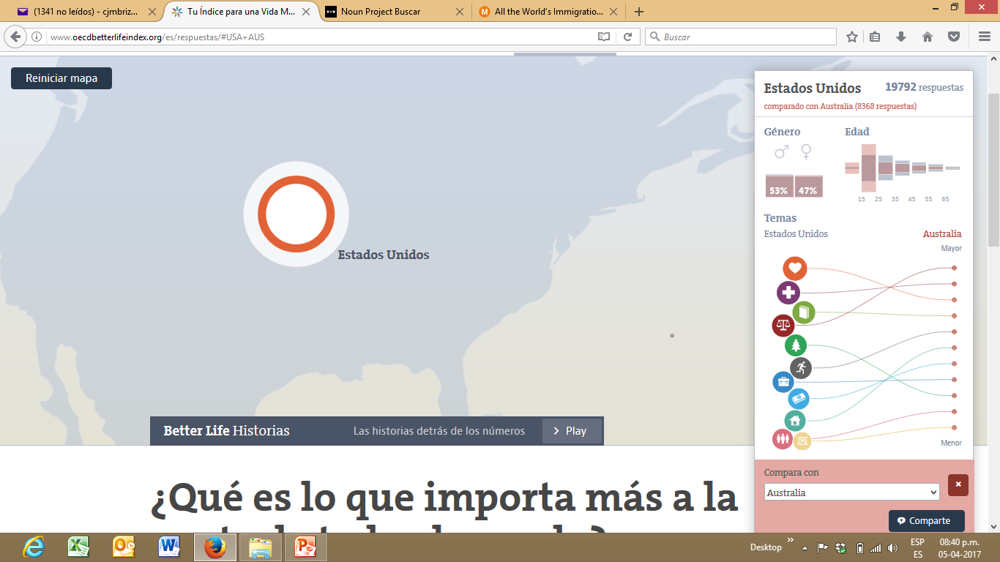 (1341 no leídos) - cjmbriz...
Tu Índice para una Vida M...
Noun Project Buscar
All the World's Immigratio...
www.oecdbetterlifeindex.org/es/respuestas/#USA+AUS
Buscar
Reiniciar mapa
Estados Unidos
Better Life Historias
Las historias detrás de los números
Play
¿Qué es lo que importa más a la
Estados Unidos
19792 respuestas
comparado con Australia (8368 respuestas)
Género
Edad
53%
47%
15 25 35 45 55 65
Temas
Estados Unidos
Australia
Mayor
Menor
Compara con
Australia
Comparte
Desktop
ESP
ES
08:40 p.m.
05-04-2017